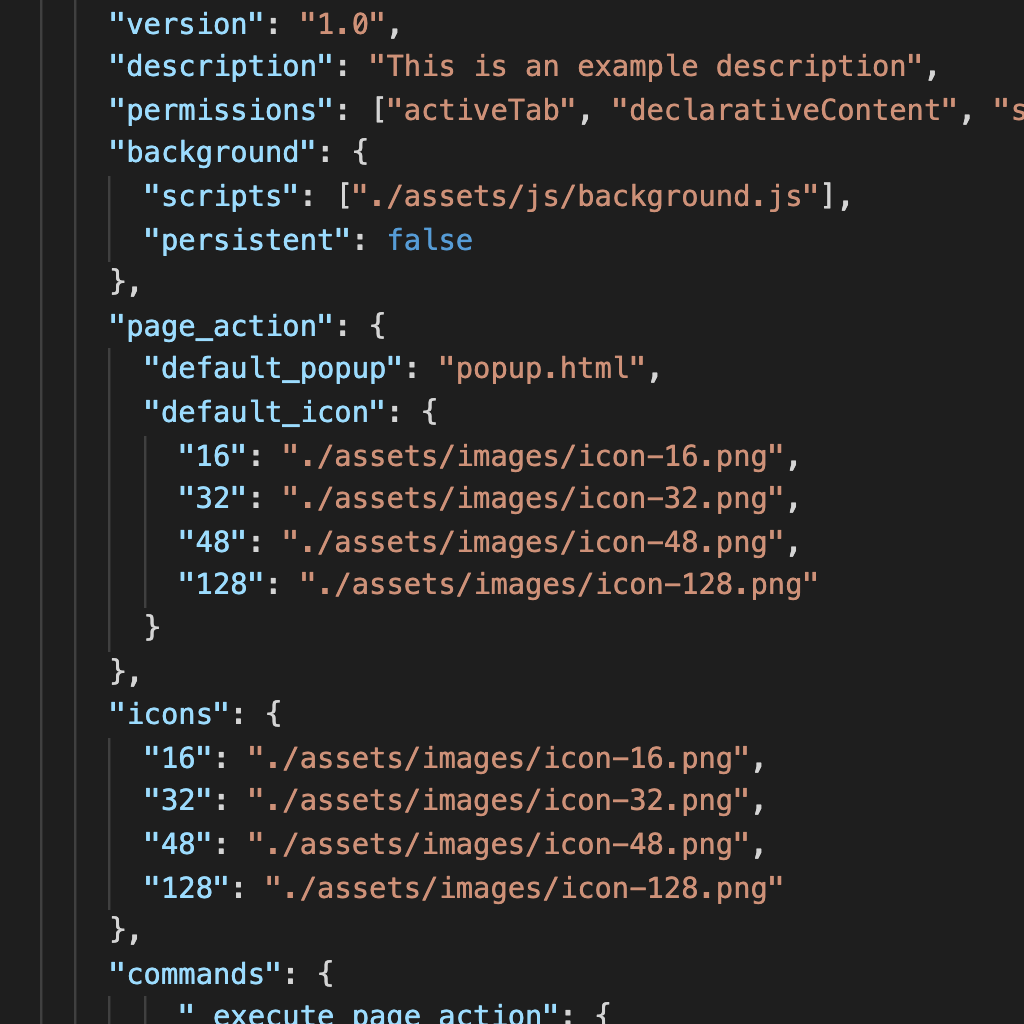 "version": "1.0",
"description": "This is an example description",
"permissions": ["activeTab", "declarativeContent", "s
"background": {
"scripts": ["./assets/js/background.js"],
"persistent": false
},
"page_action": {
"default_popup": "popup.html",
"default_icon": {
"16": "./assets/images/icon-16.png",
"32": "./assets/images/icon-32.png",
"48": "./assets/images/icon-48.png",
"128": "./assets/images/icon-128.png"
}
},
"icons": {
"16": "./assets/images/icon-16.png",
"32": "./assets/images/icon-32.png",
"48": "./assets/images/icon-48.png",
"128": "./assets/images/icon-128.png"
},
"commands": {
"_execute_page_action": {